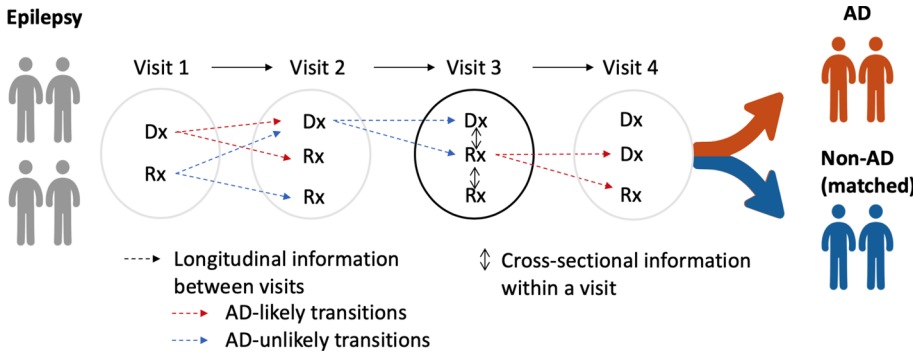 Epilepsy
AD
Visit 1
Visit 2
Visit 3
Visit 4
Dx
Rx
Dx
Rx
Rx
Dx
Rx
Rx
Dx
Dx
Rx
Non-AD
(matched)
Longitudinal information
between visits
AD-likely transitions
AD-unlikely transitions
Cross-sectional information
within a visit